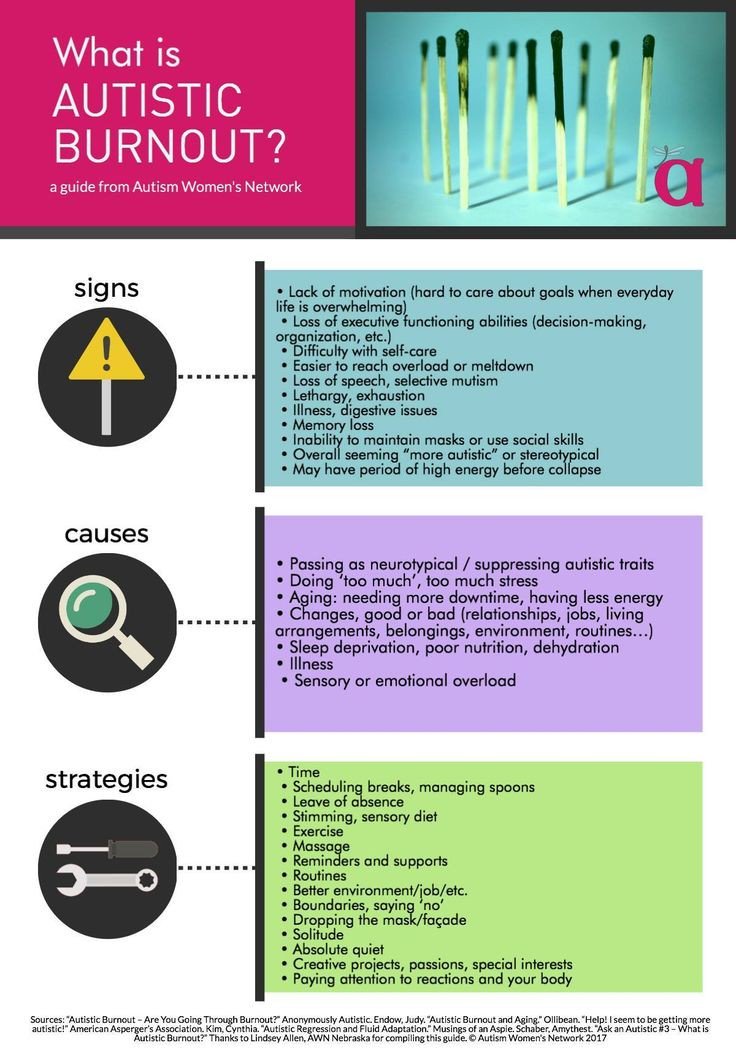 What is
AUTISTIC
BURNOUT?
a guide from Autism Women's Network
α
signs
• Lack of motivation (hard to care about goals when everyday
life is overwhelming)
• Loss of executive functioning abilities (decision-making,
organization, etc.)
• Difficulty with self-care
• Easier to reach overload or meltdown
• Loss of speech, selective mutism
• Lethargy, exhaustion
• Illness, digestive issues
• Memory loss
• Inability to maintain masks or use social skills
• Overall seeming “more autistic” or stereotypical
• May have period of high energy before collapse
causes
• Passing as neurotypical / suppressing autistic traits
• Doing ‘too much’, too much stress
• Aging: needing more downtime, having less energy
• Changes, good or bad (relationships, jobs, living
arrangements, belongings, environment, routines…)
• Sleep deprivation, poor nutrition, dehydration
• Illness
• Sensory or emotional overload
strategies
• Time
• Scheduling breaks, managing spoons
• Leave of absence
• Stimming, sensory diet
• Exercise
• Massage
• Reminders and supports
• Routines
• Better environment/job/etc.
• Boundaries, saying ‘no’
• Dropping the mask/façade
• Solitude
• Absolute quiet
• Creative projects, passions, special interests
• Paying attention to reactions and your body
Sources: “Autistic Burnout – Are You Going Through Burnout?” Anonymously Autistic. Endow, Judy. “Autistic Burnout and Aging.” Ollibean. “Help! I seem to be getting more
autistic!” American Asperger's Association. Kim, Cynthia. “Autistic Regression and Fluid Adaptation.” Musings of an Aspie. Schaber, Amythest. “Ask an Autistic #3 – What is
Autistic Burnout?” Thanks to Lindsey Allen, AWN Nebraska for compiling this guide. © Autism Women's Network 2017